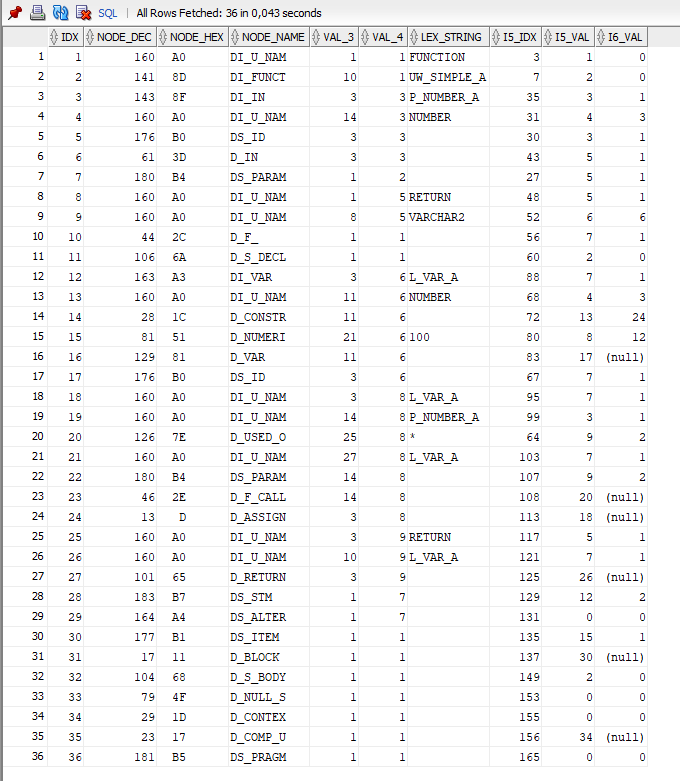 SQL | All Rows Fetched: 36 in 0,043 seconds
IDX NODE_DEC NODE_HEX NODE_NAME VAL_3 VAL_4 LEX_STRING I5_IDX I5_VAL I6_VAL
1 1 160 A0 DI_U_NAM 1 1 FUNCTION 3 1 0
2 2 141 8D DI_FUNCT 10 1 UW_SIMPLE_A 7 2 0
3 3 143 8F DI_IN 3 3 P_NUMBER_A 35 3 1
4 4 160 A0 DI_U_NAM 14 3 NUMBER 31 4 3
5 5 176 B0 DS_ID 3 3 30 3 1
6 6 61 3D D_IN 3 3 43 5 1
7 7 180 B4 DS_PARAM 1 2 27 5 1
8 8 160 A0 DI_U_NAM 1 5 RETURN 48 5 1
9 9 160 A0 DI_U_NAM 8 5 VARCHAR2 52 6 6
10 10 44 2C D_F_ 1 1 56 7 1
11 11 106 6A D_S_DECL 1 1 60 2 0
12 12 163 A3 DI_VAR 3 6 L_VAR_A 88 7 1
13 13 160 A0 DI_U_NAM 11 6 NUMBER 68 4 3
14 14 28 1C D_CONSTR 11 6 72 13 24
15 15 81 51 D_NUMERI 21 6 100 80 8 12
16 16 129 81 D_VAR 11 6 83 17 (null)
17 17 176 B0 DS_ID 3 6 67 7 1
18 18 160 A0 DI_U_NAM 3 8 L_VAR_A 95 7 1
19 19 160 A0 DI_U_NAM 14 8 P_NUMBER_A 99 3 1
20 20 126 7E D_USED_O 25 8 * 64 9 2
21 21 160 A0 DI_U_NAM 27 8 L_VAR_A 103 7 1
22 22 180 B4 DS_PARAM 14 8 107 9 2
23 23 46 2E D_F_CALL 14 8 108 20 (null)
24 24 13 D D_ASSIGN 3 8 113 18 (null)
25 25 160 A0 DI_U_NAM 3 9 RETURN 117 5 1
26 26 160 A0 DI_U_NAM 10 9 L_VAR_A 121 7 1
27 27 101 65 D_RETURN 3 9 125 26 (null)
28 28 183 B7 DS_STM 1 7 129 12 2
29 29 164 A4 DS_ALTER 1 7 131 0 0
30 30 177 B1 DS_ITEM 1 1 135 15 1
31 31 17 11 D_BLOCK 1 1 137 30 (null)
32 32 104 68 D_S_BODY 1 1 149 2 0
33 33 79 4F D_NULL_S 1 1 153 0 0
34 34 29 1D D_CONTEX 1 1 155 0 0
35 35 23 17 D_COMP_U 1 1 156 34 (null)
36 36 181 B5 DS_PRAGM 1 1 165 0 0